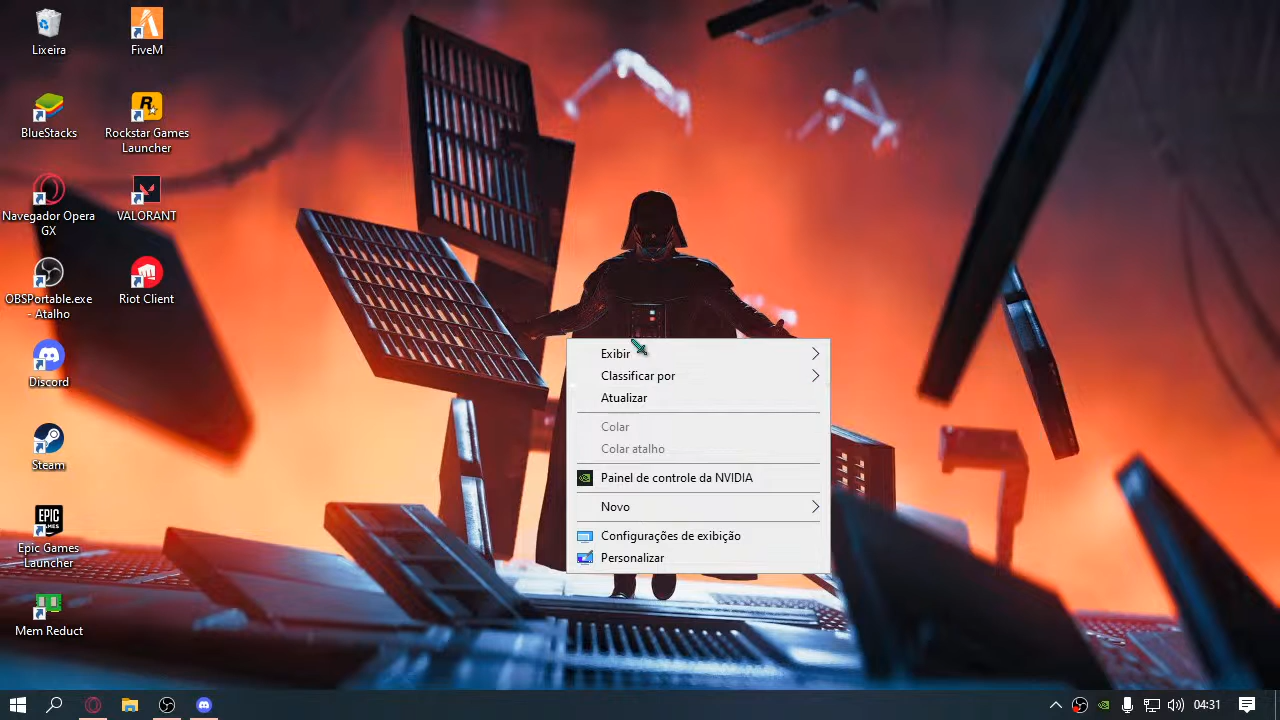 Lixeira
FiveM
BlueStacks
Rockstar Games
Launcher
Navegador Opera
GX
VALORANT
OBSPortable.exe
- Atalho
Riot Client
Discord
Steam
EPIC
GAMES
Epic Games
Launcher
Mem Reduct
Exibir
Classificar por
Atualizar
Colar
Colar atalho
Painel de controle da NVIDIA
Novo
Configurações de exibição
Personalizar
04:31